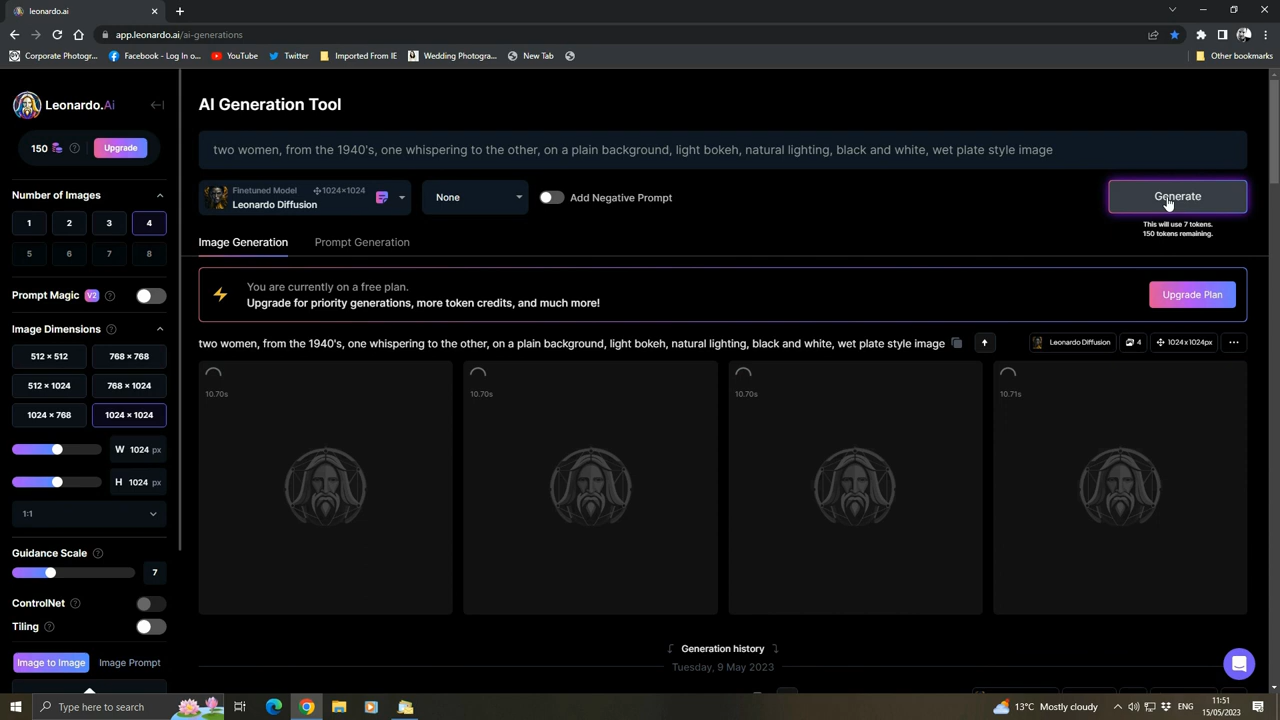 leonardo.ai
app.leonardo.ai/ai-generations
Corporate Photogr...
Facebook - Log In o...
YouTube
Twitter
Imported From IE
Wedding Photogra...
New Tab
Other bookmarks
Leonardo.Ai
150
Upgrade
Number of Images
1 2 3 4
5 6 7 8
Prompt Magic V2
Image Dimensions
512 × 512 768 × 768
512 × 1024 768 × 1024
1024 × 768 1024 × 1024
W 1024 px
H 1024 px
1:1
Guidance Scale
7
ControlNet
Tiling
Image to Image Image Prompt
AI Generation Tool
two women, from the 1940's, one whispering to the other, on a plain background, light bokeh, natural lighting, black and white, wet plate style image
Finetuned Model 1024×1024
Leonardo Diffusion
None
Add Negative Prompt
Generate
This will use 7 tokens.
150 tokens remaining.
Image Generation Prompt Generation
You are currently on a free plan.
Upgrade for priority generations, more token credits, and much more!
Upgrade Plan
two women, from the 1940's, one whispering to the other, on a plain background, light bokeh, natural lighting, black and white, wet plate style image
Leonardo Diffusion 4 1024x1024px
10.70s 10.70s 10.70s 10.71s
Generation history
Tuesday, 9 May 2023
Type here to search
13°C Mostly cloudy
ENG
11:51
15/05/2023